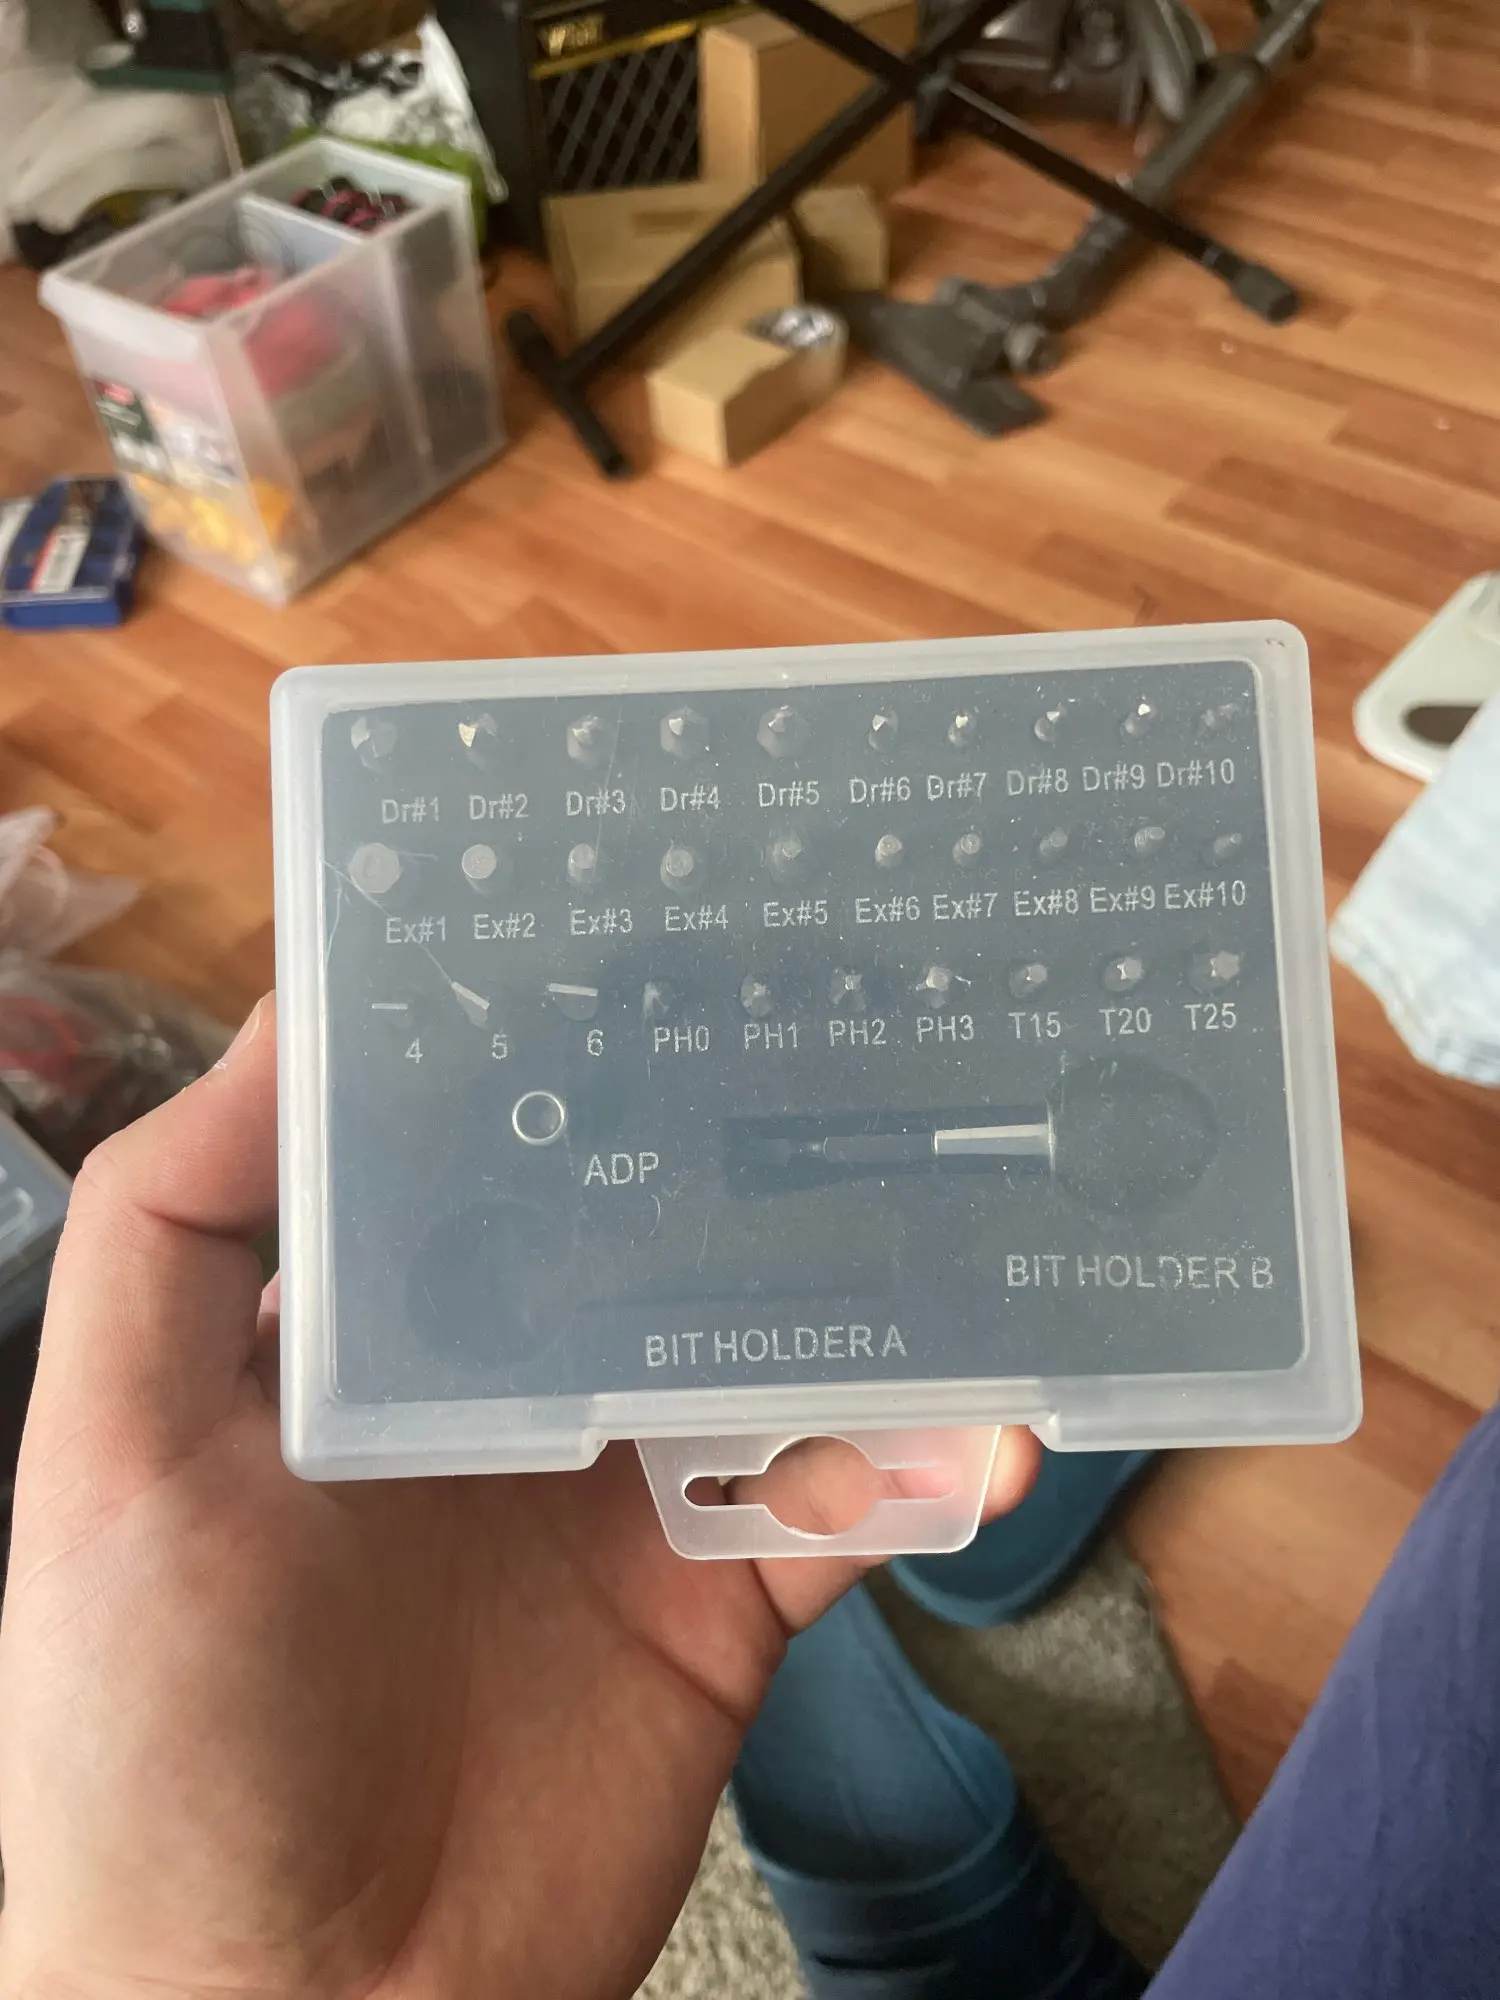 Dr#1 Dr#2 Dr#3 Dr#4 Dr#5 Dr#6 Dr#7 Dr#8 Dr#9 Dr#10
Ex#1 Ex#2 Ex#3 Ex#4 Ex#5 Ex#6 Ex#7 Ex#8 Ex#9 Ex#10
4 5 6 PH0 PH1 PH2 PH3 T15 T20 T25
ADP
BIT HOLDER B
BIT HOLDER A